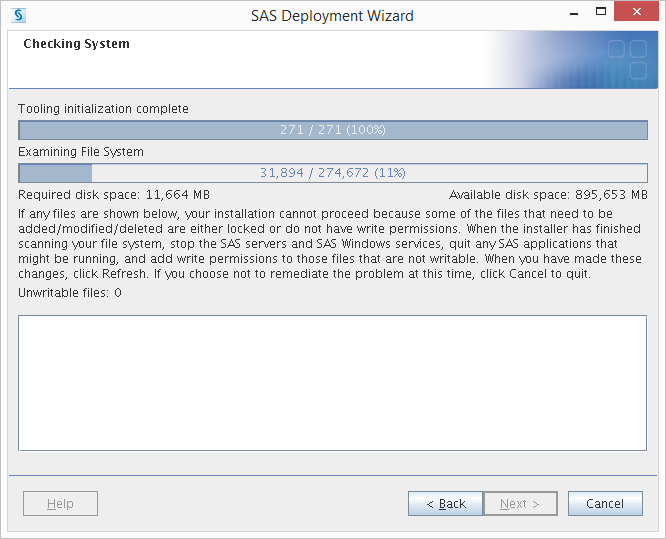 SAS Deployment Wizard
Checking System
Tooling initialization complete
271 / 271 (100%)
Examining File System
31,894 / 274,672 (11%)
Required disk space: 11,664 MB
Available disk space: 895,653 MB
If any files are shown below, your installation cannot proceed because some of the files that need to be
added/modified/deleted are either locked or do not have write permissions. When the installer has finished
scanning your file system, stop the SAS servers and SAS Windows services, quit any SAS applications that
might be running, and add write permissions to those files that are not writable. When you have made these
changes, click Refresh. If you choose not to remediate the problem at this time, click Cancel to quit.
Unwritable files: 0
Help
< Back
Next >
Cancel